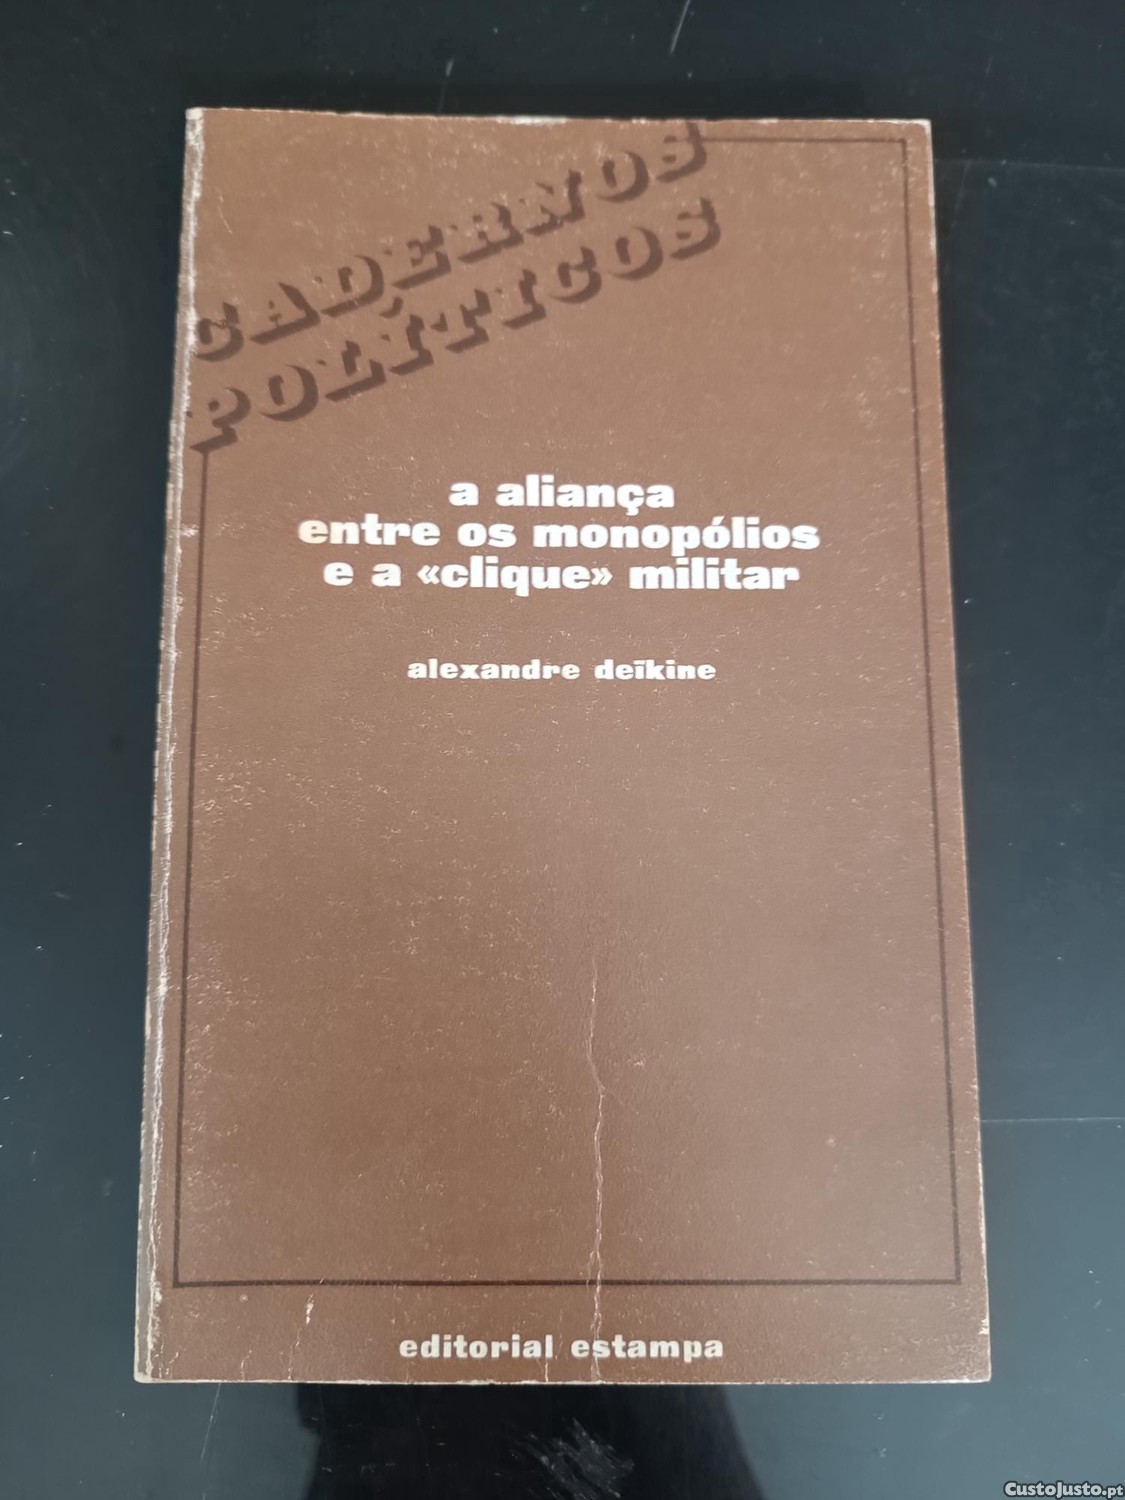 CADERNOS
POLÍTICOS
a aliança
entre os monopólios
e a «clique» militar
alexandre deïkine
editorial estampa
CustoJusto.pt